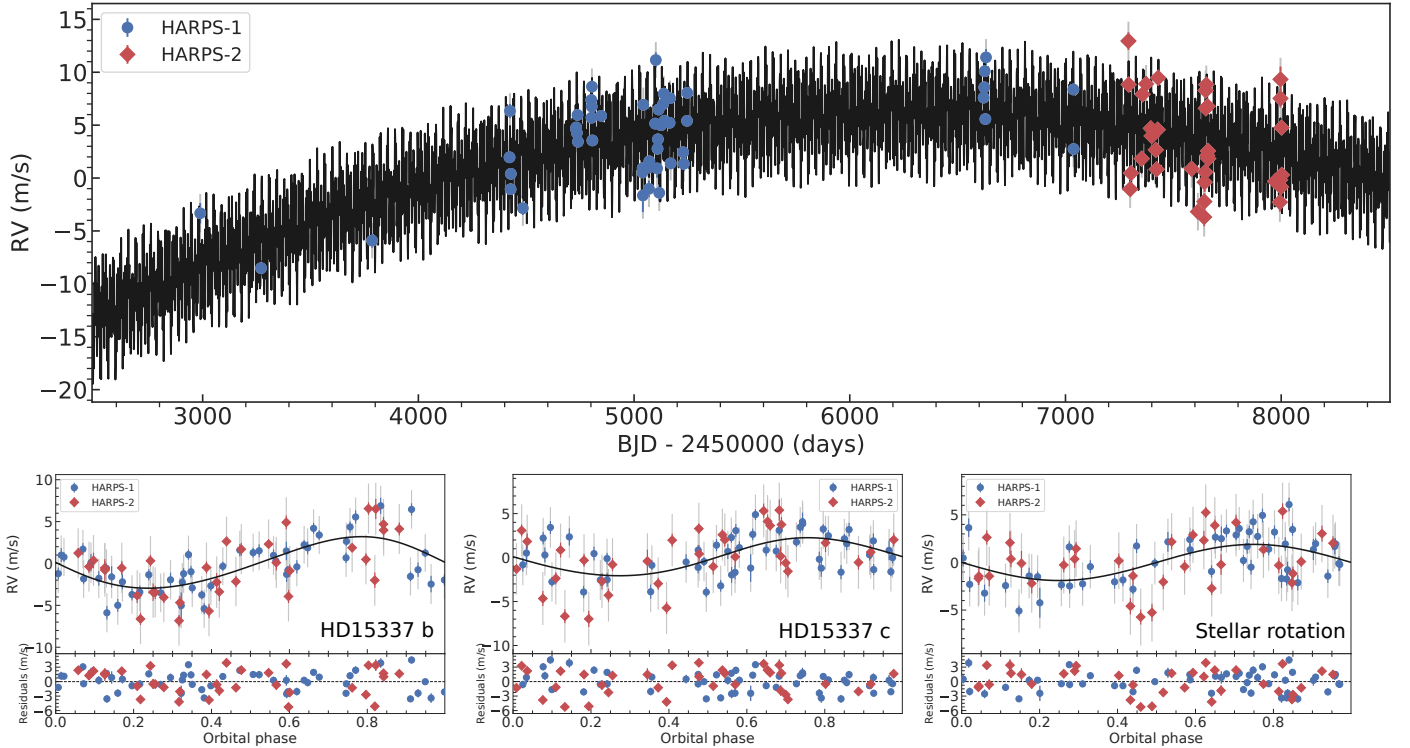 15
10
5
0
−5
−10
−15
−20
RV (m/s)
HARPS-1
HARPS-2
3000 4000 5000 6000 7000 8000
BJD - 2450000 (days)
10
5
0
−5
−10
RV (m/s)
HARPS-1
HARPS-2
HD15337 b
3
0
−3
−6
Residuals (m/s)
0.0 0.2 0.4 0.6 0.8
Orbital phase
5
0
−5
−10
RV (m/s)
HARPS-1
HARPS-2
HD15337 c
3
0
−3
−6
Residuals (m/s)
0.0 0.2 0.4 0.6 0.8
Orbital phase
5
0
−5
RV (m/s)
HARPS-1
HARPS-2
Stellar rotation
3
0
−3
−6
Residuals (m/s)
0.0 0.2 0.4 0.6 0.8
Orbital phase